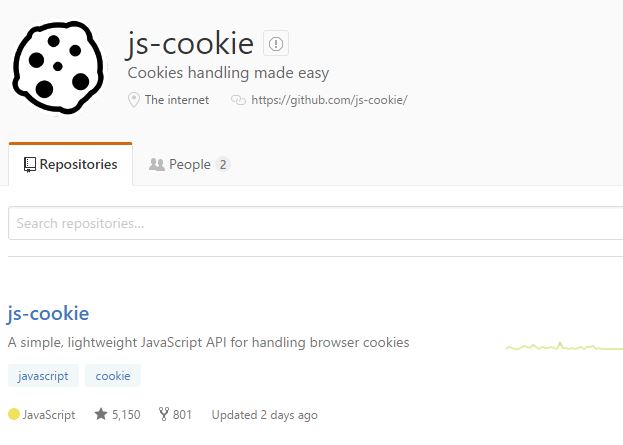 js-cookie
Cookies handling made easy
The internet https://github.com/js-cookie/
Repositories People 2
Search repositories...
js-cookie
A simple, lightweight JavaScript API for handling browser cookies
javascript cookie
JavaScript 5,150 801 Updated 2 days ago